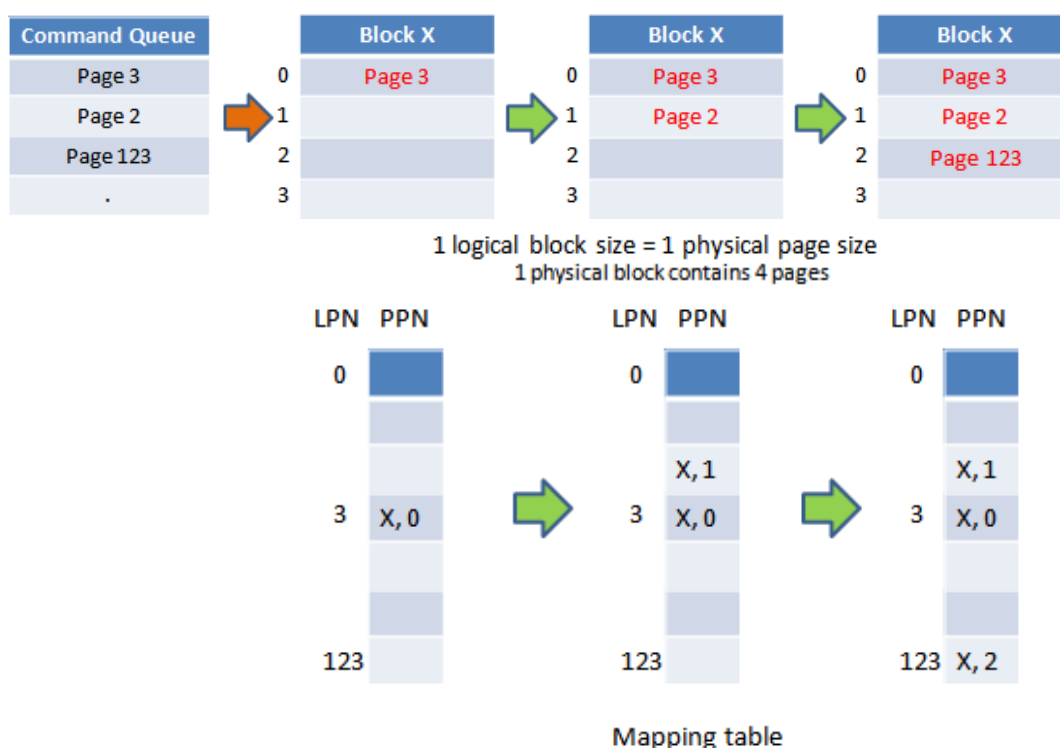 Command Queue
Page 3
Page 2
Page 123
.
Block X
0 Page 3
1
2
3
Block X
0 Page 3
1 Page 2
2
3
Block X
0 Page 3
1 Page 2
2 Page 123
3
1 logical block size = 1 physical page size
1 physical block contains 4 pages
LPN PPN
0
3 X, 0
123
LPN PPN
0
X, 1
3 X, 0
123
LPN PPN
0
X, 1
3 X, 0
123 X, 2
Mapping table